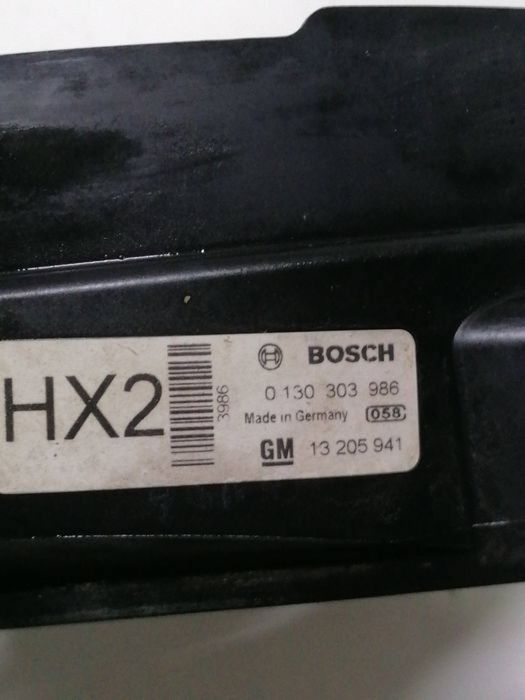 HX2
3986
BOSCH
0 130 303 986
Made in Germany 058
GM 13 205 941